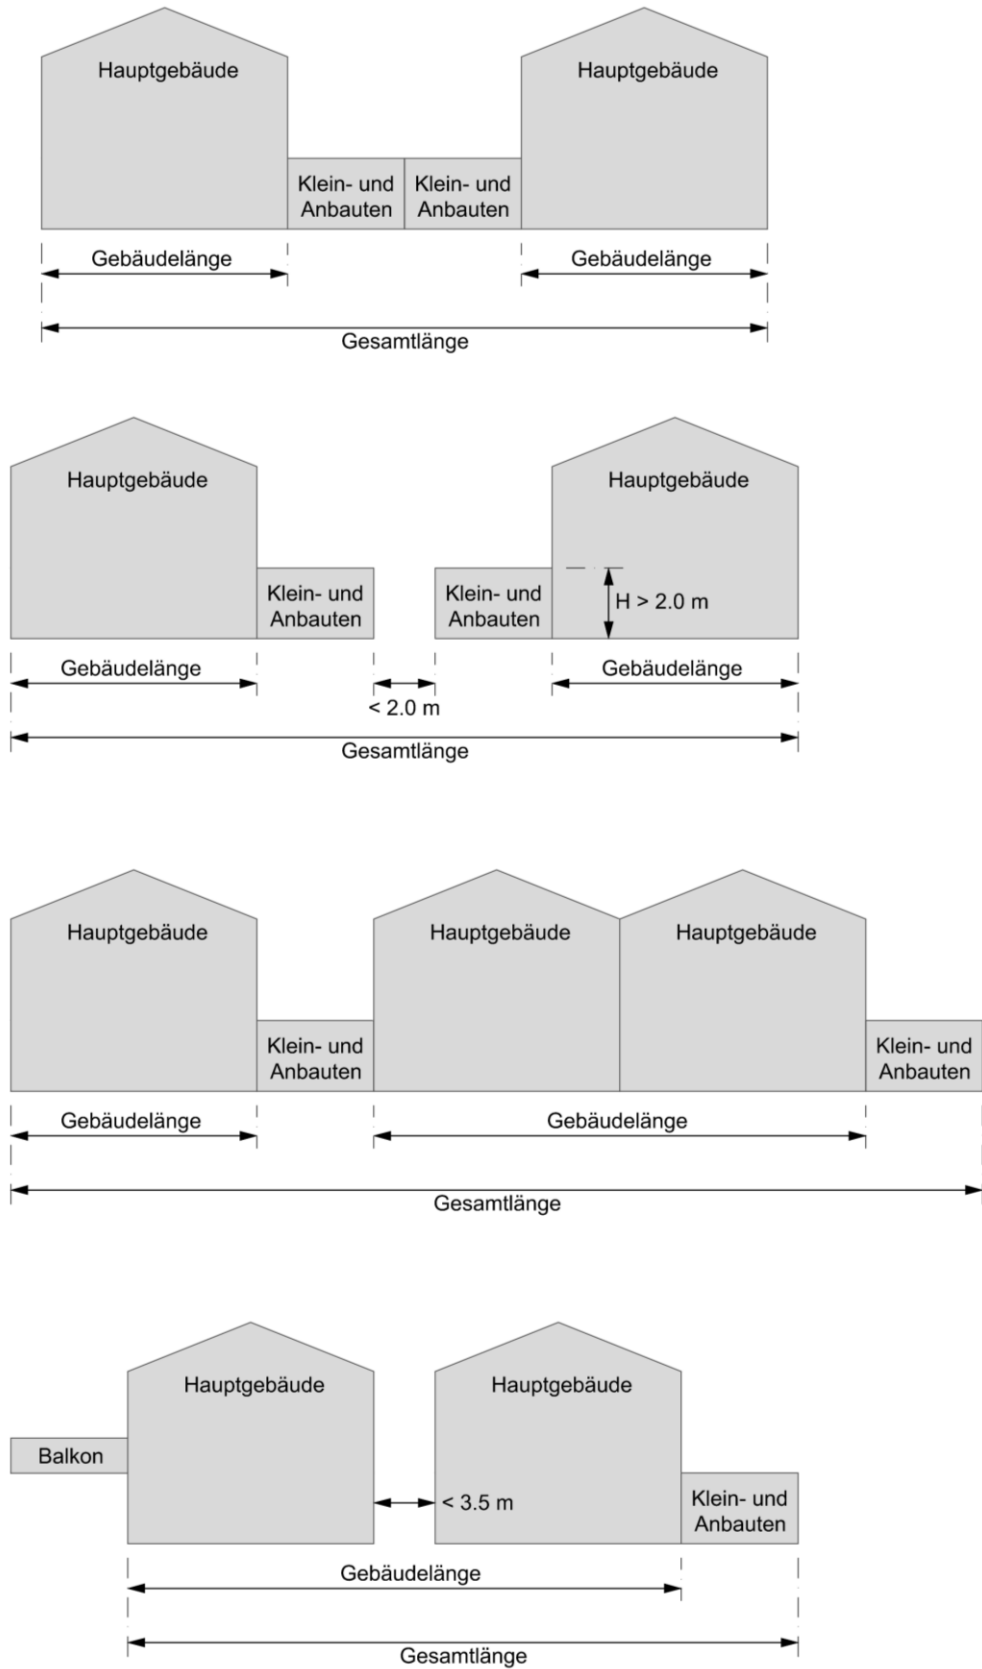 Hauptgebäude
Hauptgebäude
Klein- und
Anbauten
Klein- und
Anbauten
Gebäudelänge
Gebäudelänge
Gesamtlänge
Hauptgebäude
Hauptgebäude
Klein- und
Anbauten
Klein- und
Anbauten
H > 2.0 m
Gebäudelänge
Gebäudelänge
< 2.0 m
Gesamtlänge
Hauptgebäude
Hauptgebäude
Hauptgebäude
Klein- und
Anbauten
Klein- und
Anbauten
Gebäudelänge
Gebäudelänge
Gesamtlänge
Hauptgebäude
Hauptgebäude
Balkon
< 3.5 m
Klein- und
Anbauten
Gebäudelänge
Gesamtlänge